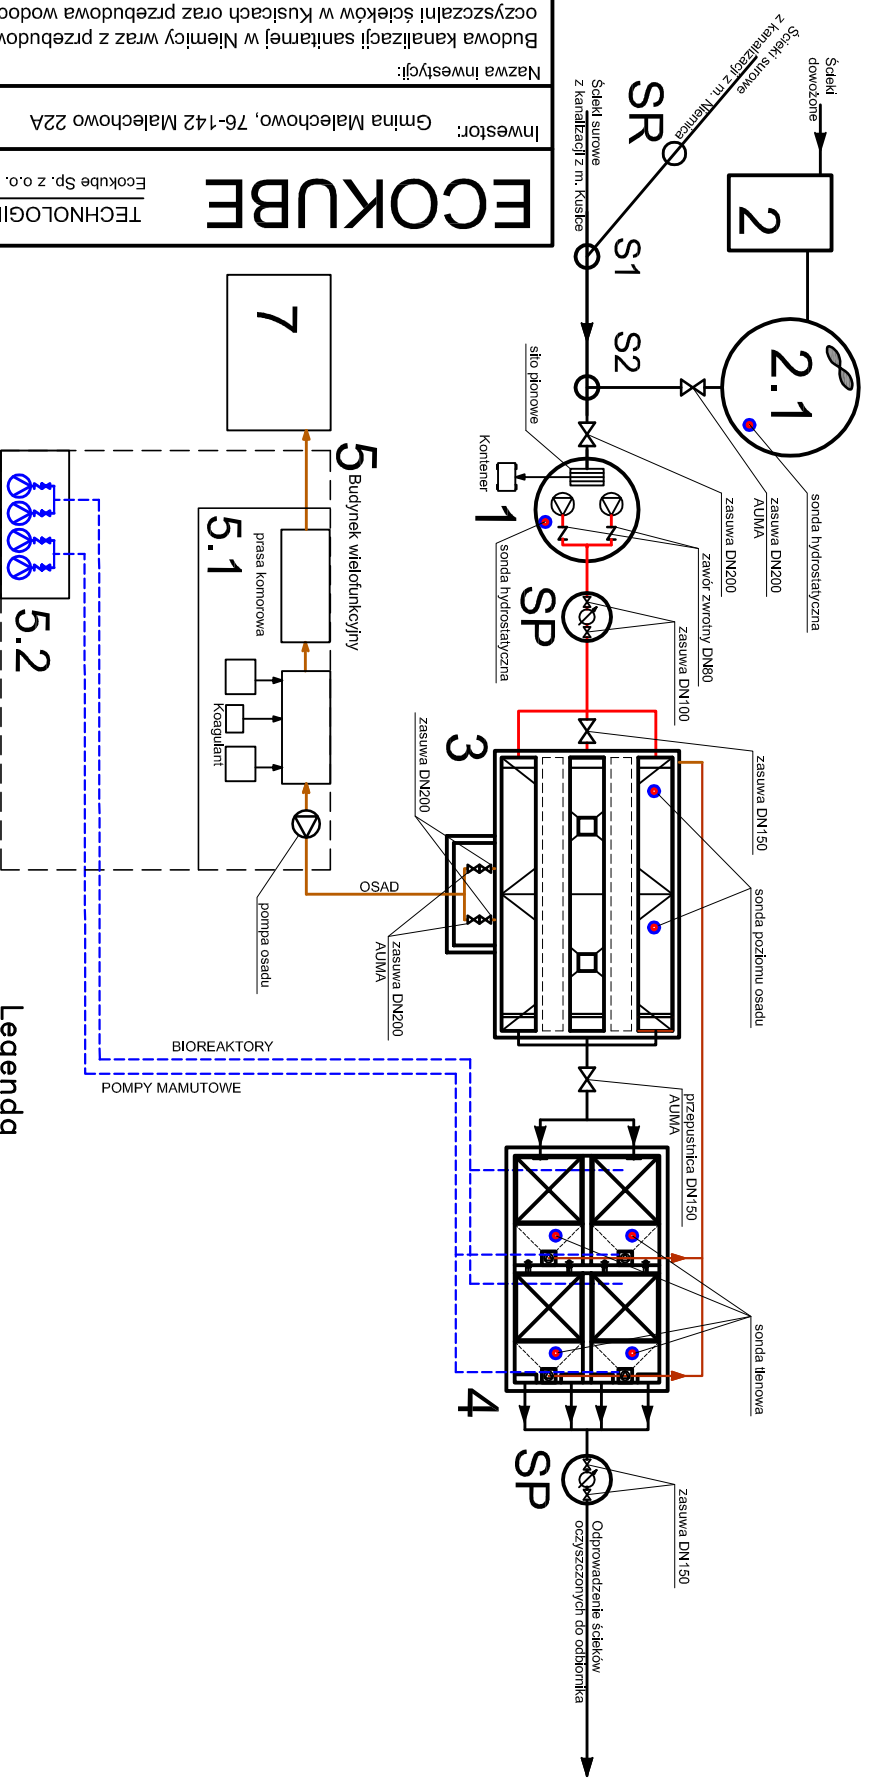 Ścieki
dowożone
2
2.1
sonda hydrostatyczna
zasuwa DN200
AUMA
zasuwa DN200
Ścieki surowe
z kanalizacji z m. Niemica
SR
Ścieki surowe
z kanalizacji z m. Kusice
S1
S2
sito pionowe
Kontener
1
zawór zwrotny DN80
sonda hydrostatyczna
SP
zasuwa DN100
zasuwa DN150
3
sonda poziomu osadu
zasuwa DN200
zasuwa DN200
AUMA
OSAD
pompa osadu
przepustnica DN150
AUMA
sonda tlenowa
4
SP
zasuwa DN150
Odprowadzenie ścieków
oczyszczonych do odbiornika
BIOREAKTORY
POMPY MAMUTOWE
7
5
Budynek wielofunkcyjny
5.1
prasa komorowa
Koagulant
5.2
Legenda
ECOKUBE
TECHNOLOGI
Ecokube Sp. z o.o.
Inwestor:
Gmina Malechowo, 76-142 Malechowo 22A
Nazwa inwestycji:
Budowa kanalizacji sanitarnej w Niemicy wraz z przebudow
oczyszczalni ścieków w Kusicach oraz przebudowa wodoc